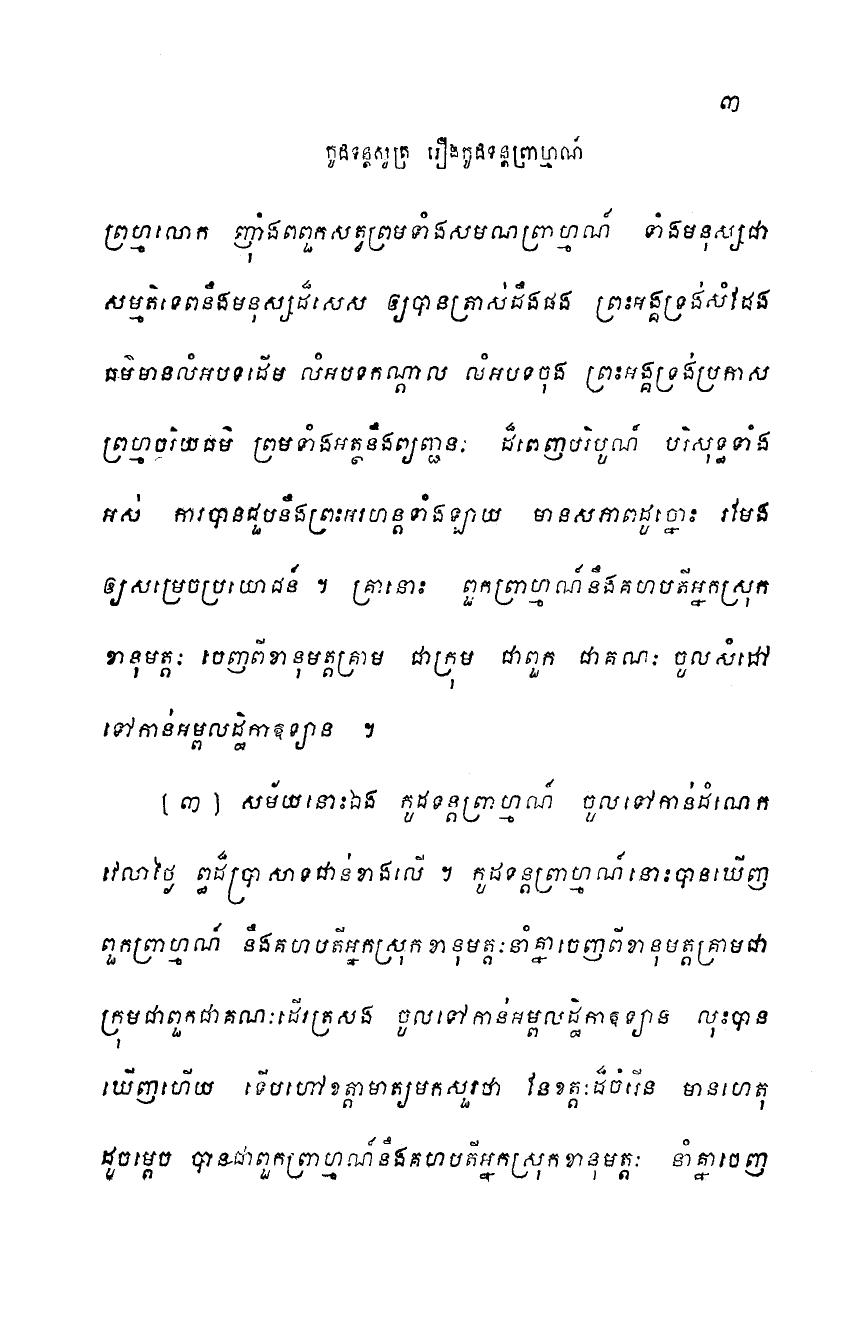 ៣
កូដទន្តសូត្រ រឿងកូដទន្តព្រាហ្មណ៍
ព្រហ្មលោក ញុំាងពពួកសត្វព្រមទាំងសមណព្រាហ្មណ៍ ទាំងមនុស្សជា
សម្មតិទេពនឹងមនុស្សដ៏សេស ឲ្យបានត្រាស់ដឹងផង ព្រះអង្គទ្រង់សំដែង
ធម៌មានលំអបទដើម លំអបទកណ្តាល លំអបទចុង ព្រះអង្គទ្រង់ប្រកាស
ព្រហ្មចរិយធម៌ ព្រមទាំងអត្ថនឹងព្យញ្ជនៈ ដ៏ពេញបរិបូណ៌ បរិសុទ្ធទាំង
អស់ ការបានជួបនឹងព្រះអរហន្តទាំងឡាយ មានសភាពដូច្នោះ រមែង
ឲ្យសម្រេចប្រយោជន៍ ។ គ្រានោះ ពួកព្រាហ្មណ៍នឹងគហបតីអ្នកស្រុក
ខានុមត្តៈ ចេញពីខានុមត្តគ្រាម ជាក្រុម ជាពួក ជាគណៈ ចូលសំដៅ
ទៅកាន់អម្ពលដ្ឋិកាឧទ្យាន ។
[ ៣ ] សម័យនោះឯង កូដទន្តព្រាហ្មណ៍ ចូលទៅកាន់ដំណេក
វេលាថ្ងៃ ឰដ៏ប្រាសាទជាន់ខាងលើ ។ កូដទន្តព្រាហ្មណ៍នោះបានឃើញ
ពួកព្រាហ្មណ៍ នឹងគហបតីអ្នកស្រុកខានុមត្តៈនាំគ្នាចេញពីខានុមត្តគ្រាមជា
ក្រុមជាពួកជាគណៈដើរត្រសង ចូលទៅកាន់អម្ពលដ្ឋិកាឧទ្យាន លុះបាន
ឃើញហើយ ទើបហៅខត្តាមាត្យមកសួរថា នែខត្តៈដ៏ចំរើន មានហេតុ
ដូចម្តេច បានជាពួកព្រាហ្មណ៍នឹងគហបតីអ្នកស្រុកខានុមត្តៈ នាំគ្នាចេញ